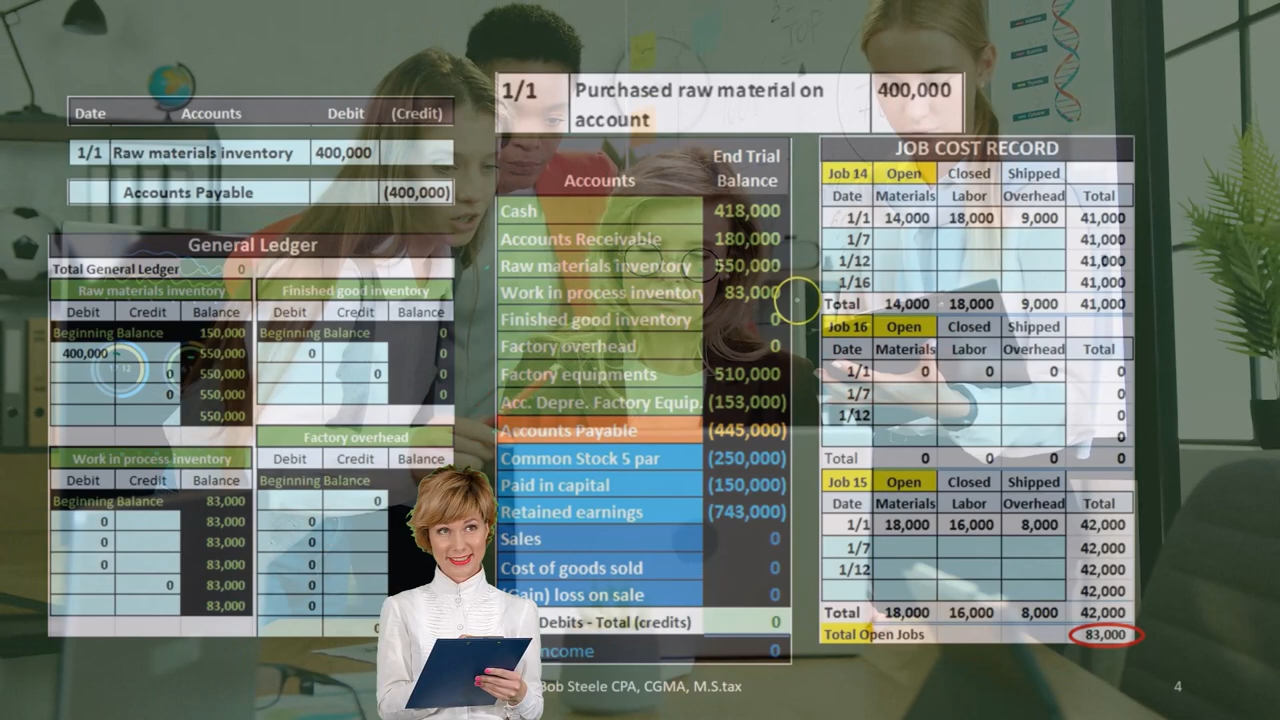 1/1 Purchased raw material on account 400,000
Date Accounts Debit (Credit)
1/1 Raw materials inventory 400,000
Accounts Payable (400,000)
General Ledger
Total General Ledger 0
Raw materials inventory
Debit Credit Balance
Beginning Balance 150,000
400,000 550,000
0 550,000
0 550,000
550,000
Finished good inventory
Debit Credit Balance
Beginning Balance 0
0 0
0 0
0
Work in process inventory
Debit Credit Balance
Beginning Balance 83,000
0 83,000
0 83,000
0 83,000
0 83,000
83,000
Factory overhead
Debit Credit Balance
Beginning Balance
0
0
0
0
0
0
Accounts End Trial Balance
Cash 418,000
Accounts Receivable 180,000
Raw materials inventory 550,000
Work in process inventory 83,000
Finished good inventory 0
Factory overhead 0
Factory equipments 510,000
Acc. Depre. Factory Equip. (153,000)
Accounts Payable (445,000)
Common Stock 5 par (250,000)
Paid in capital (150,000)
Retained earnings (743,000)
Sales 0
Cost of goods sold 0
(Gain) loss on sale 0
Debits - Total (credits) 0
income 0
JOB COST RECORD
Job 14 Open Closed Shipped
Date Materials Labor Overhead Total
1/1 14,000 18,000 9,000 41,000
1/7 41,000
1/12 41,000
1/16 41,000
Total 14,000 18,000 9,000 41,000
Job 16 Open Closed Shipped
Date Materials Labor Overhead Total
1/1 0 0 0 0
1/7 0
1/12 0
0
Total 0 0 0 0
Job 15 Open Closed Shipped
Date Materials Labor Overhead Total
1/1 18,000 16,000 8,000 42,000
1/7 42,000
1/12 42,000
42,000
Total 18,000 16,000 8,000 42,000
Total Open Jobs 83,000
Bob Steele CPA, CGMA, M.S.tax
4